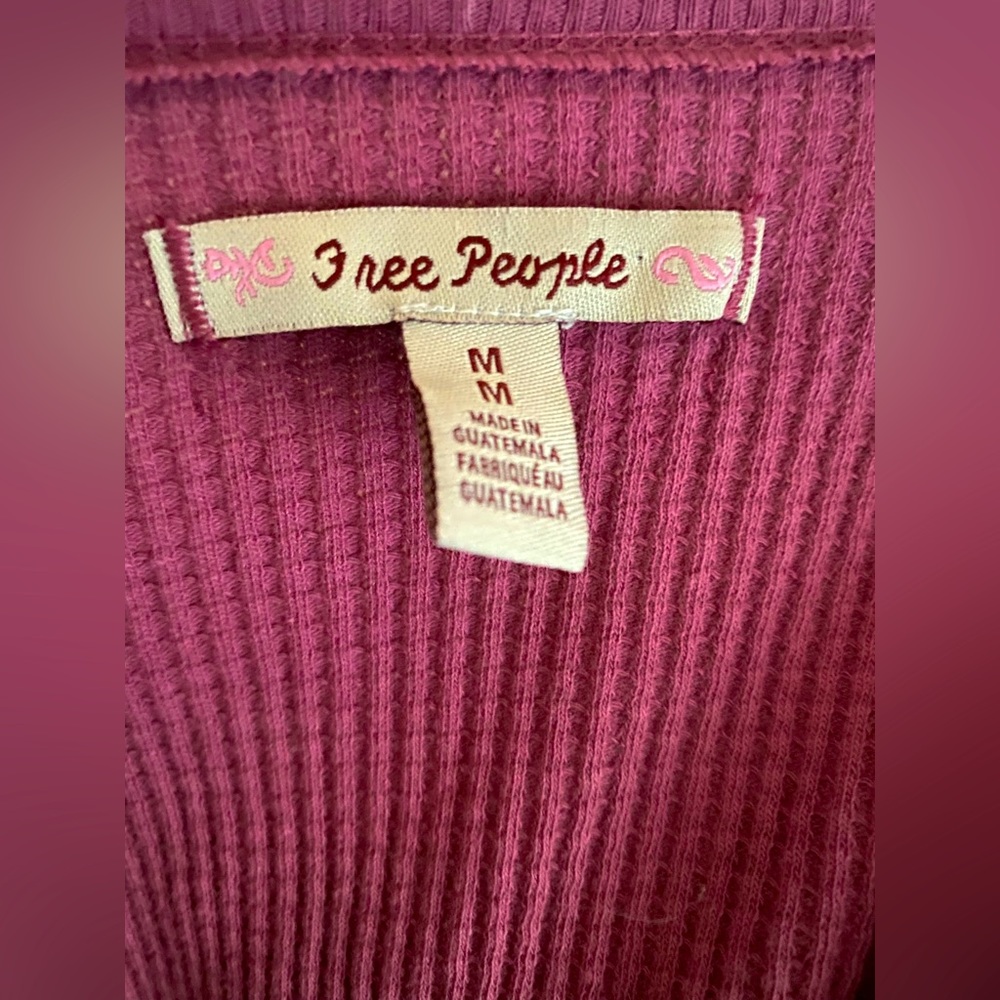 Free People
M
M
MADE IN
GUATEMALA
FABRIQUÉ AU
GUATEMALA